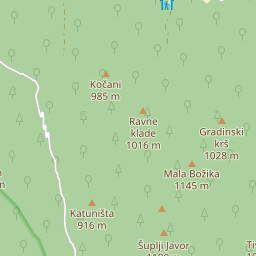 Kočani
985 m
Ravne
klade
1016 m
Gradinski
krš
1028 m
Mala Božika
1145 m
Katuništa
916 m
Šuplji Javor